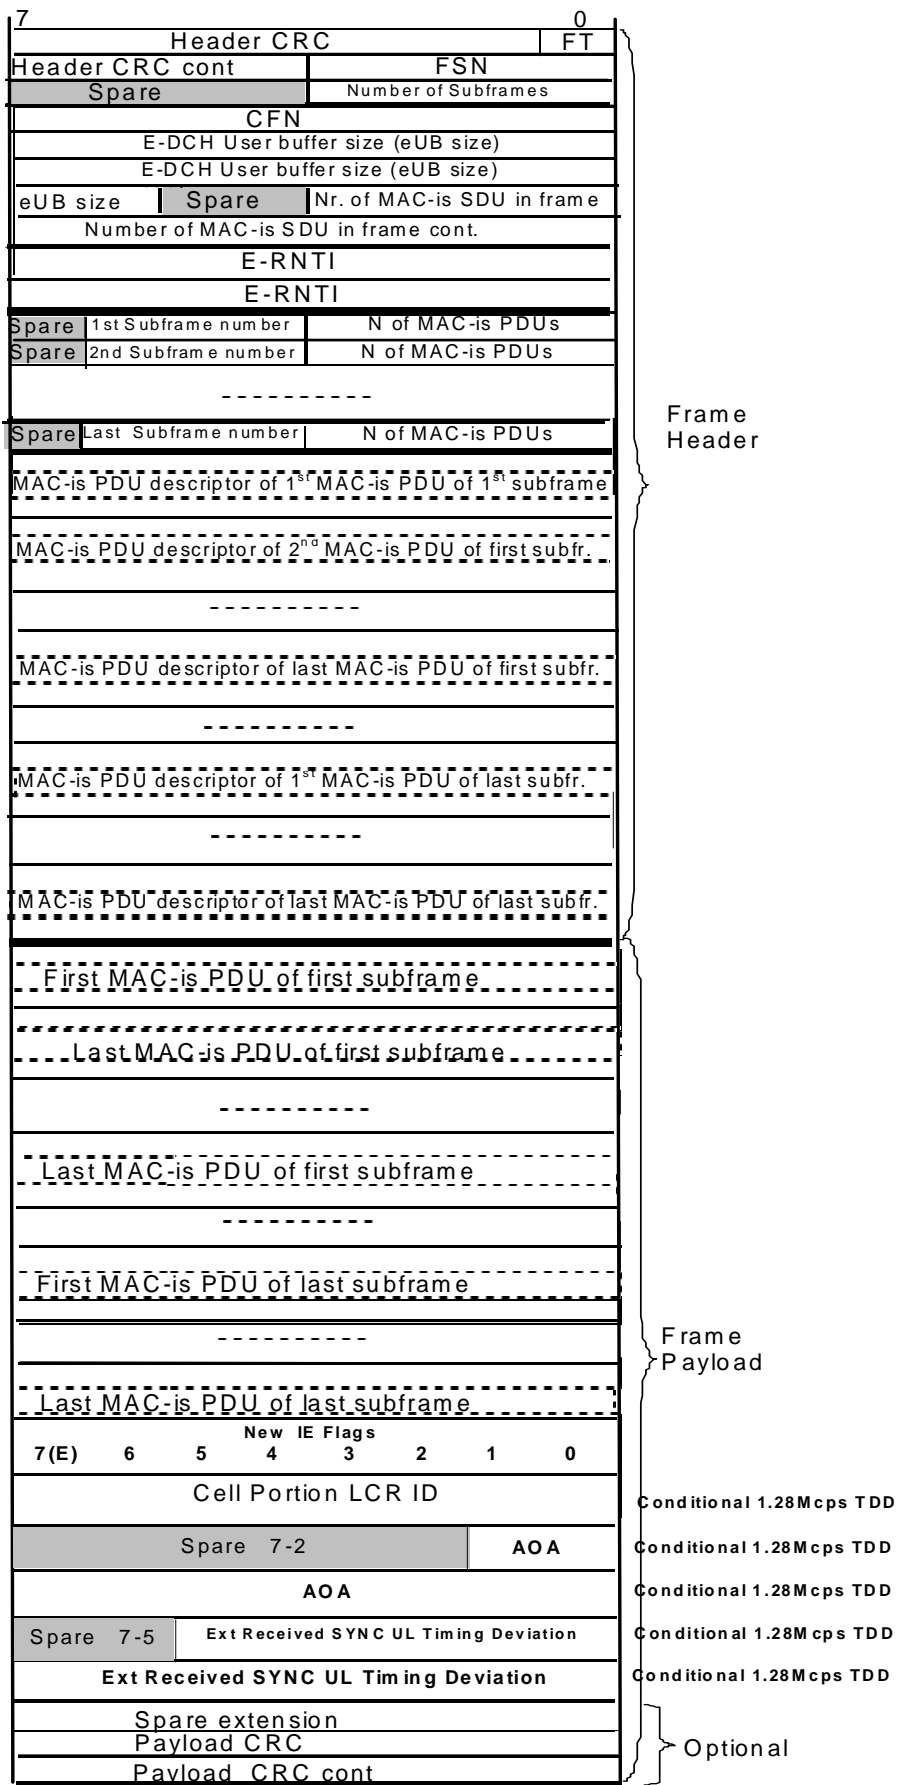 7 0
Header CRC FT
Header CRC cont FSN
Spare Number of Subframes
CFN
E-DCH User buffer size (eUB size)
E-DCH User buffer size (eUB size)
eUB size Spare Nr. of MAC-is SDU in frame
Number of MAC-is SDU in frame cont.
E-RNTI
E-RNTI
Spare 1st Subframe number N of MAC-is PDUs
Spare 2nd Subframe number N of MAC-is PDUs
Frame
Header
Spare Last Subframe number N of MAC-is PDUs
MAC-is PDU descriptor of 1st MAC-is PDU of 1st subframe
MAC-is PDU descriptor of 2nd MAC-is PDU of first subfr.
MAC-is PDU descriptor of last MAC-is PDU of first subfr.
MAC-is PDU descriptor of 1st MAC-is PDU of last subfr.
MAC-is PDU descriptor of last MAC-is PDU of last subfr.
First MAC-is PDU of first subframe
Last MAC-is PDU of first subframe
Last MAC-is PDU of first subframe
First MAC-is PDU of last subframe
Frame
Payload
Last MAC-is PDU of last subframe
New IE Flags
7(E) 6 5 4 3 2 1 0
Cell Portion LCR ID Conditional 1.28Mcps TDD
Spare 7-2 AOA Conditional 1.28Mcps TDD
AOA Conditional 1.28Mcps TDD
Spare 7-5 Ext Received SYNC UL Timing Deviation Conditional 1.28Mcps TDD
Ext Received SYNC UL Timing Deviation Conditional 1.28Mcps TDD
Spare extension
Payload CRC
Optional
Payload CRC cont